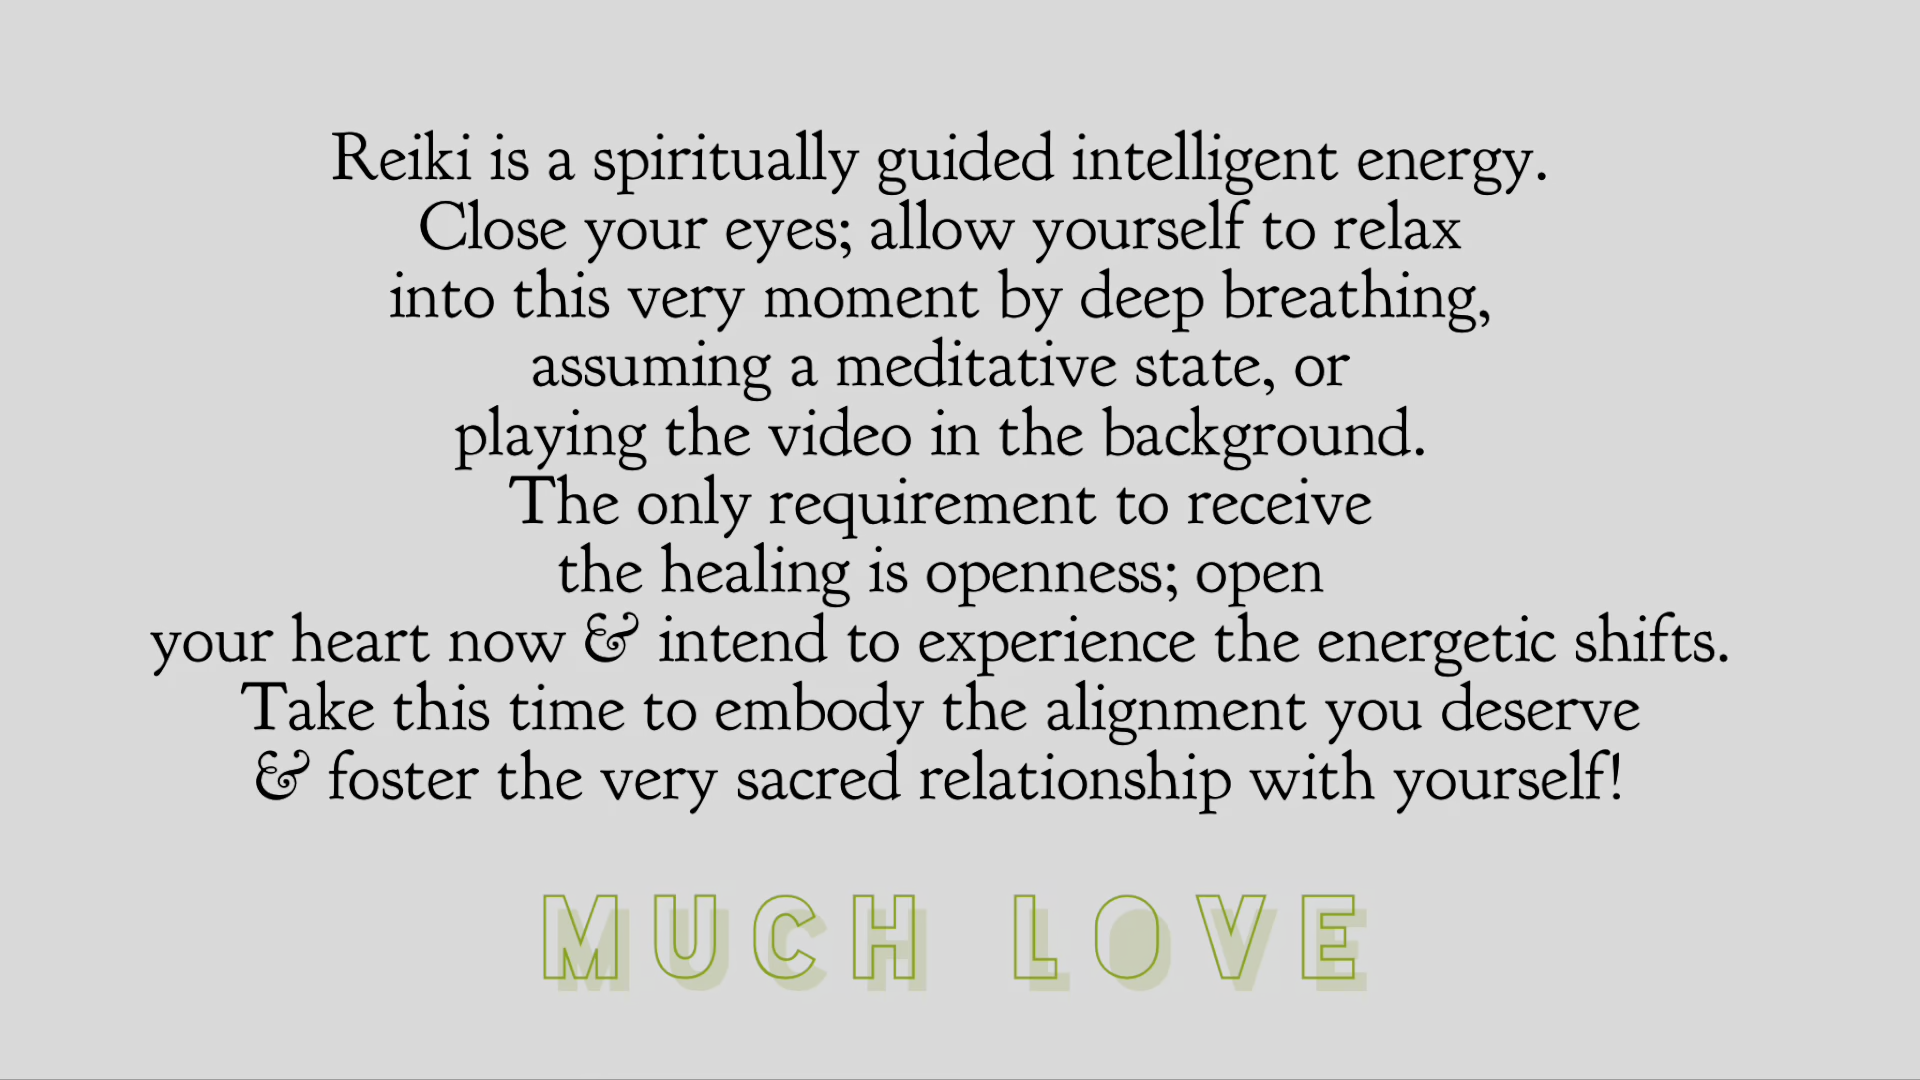 Reiki is a spiritually guided intelligent energy.
Close your eyes; allow yourself to relax
into this very moment by deep breathing,
assuming a meditative state, or
playing the video in the background.
The only requirement to receive
the healing is openness; open
your heart now & intend to experience the energetic shifts.
Take this time to embody the alignment you deserve
& foster the very sacred relationship with yourself!
MUCH LOVE